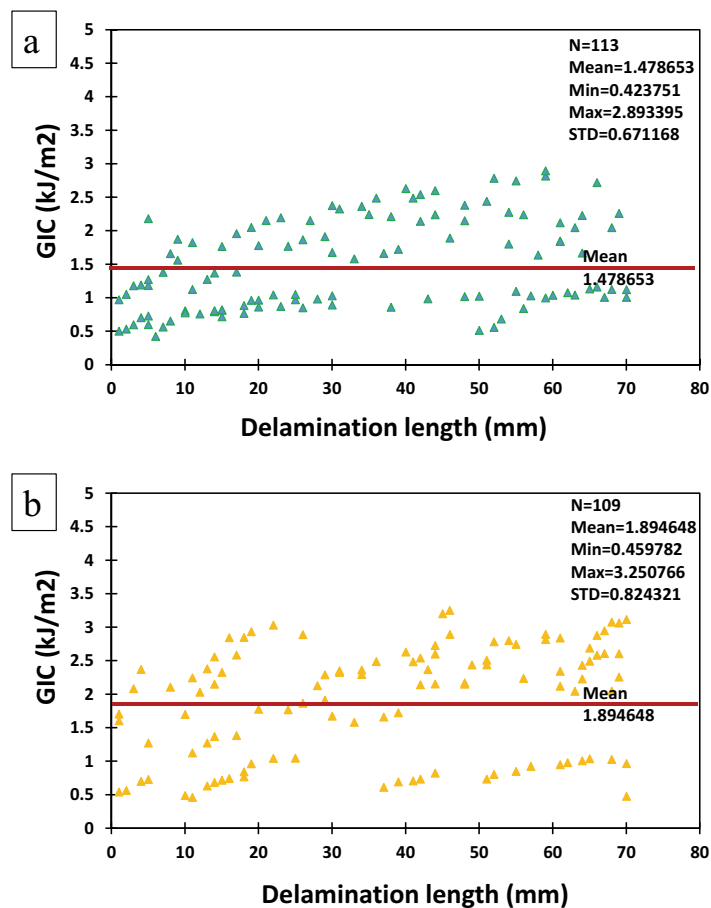 a
5
4.5
4
3.5
3
2.5
2
1.5
1
0.5
0
GIC (kJ/m2)
N=113
Mean=1.478653
Min=0.423751
Max=2.893395
STD=0.671168
Mean
1.478653
0 10 20 30 40 50 60 70 80
Delamination length (mm)
b
5
4.5
4
3.5
3
2.5
2
1.5
1
0.5
0
GIC (kJ/m2)
N=109
Mean=1.894648
Min=0.459782
Max=3.250766
STD=0.824321
Mean
1.894648
0 10 20 30 40 50 60 70 80
Delamination length (mm)